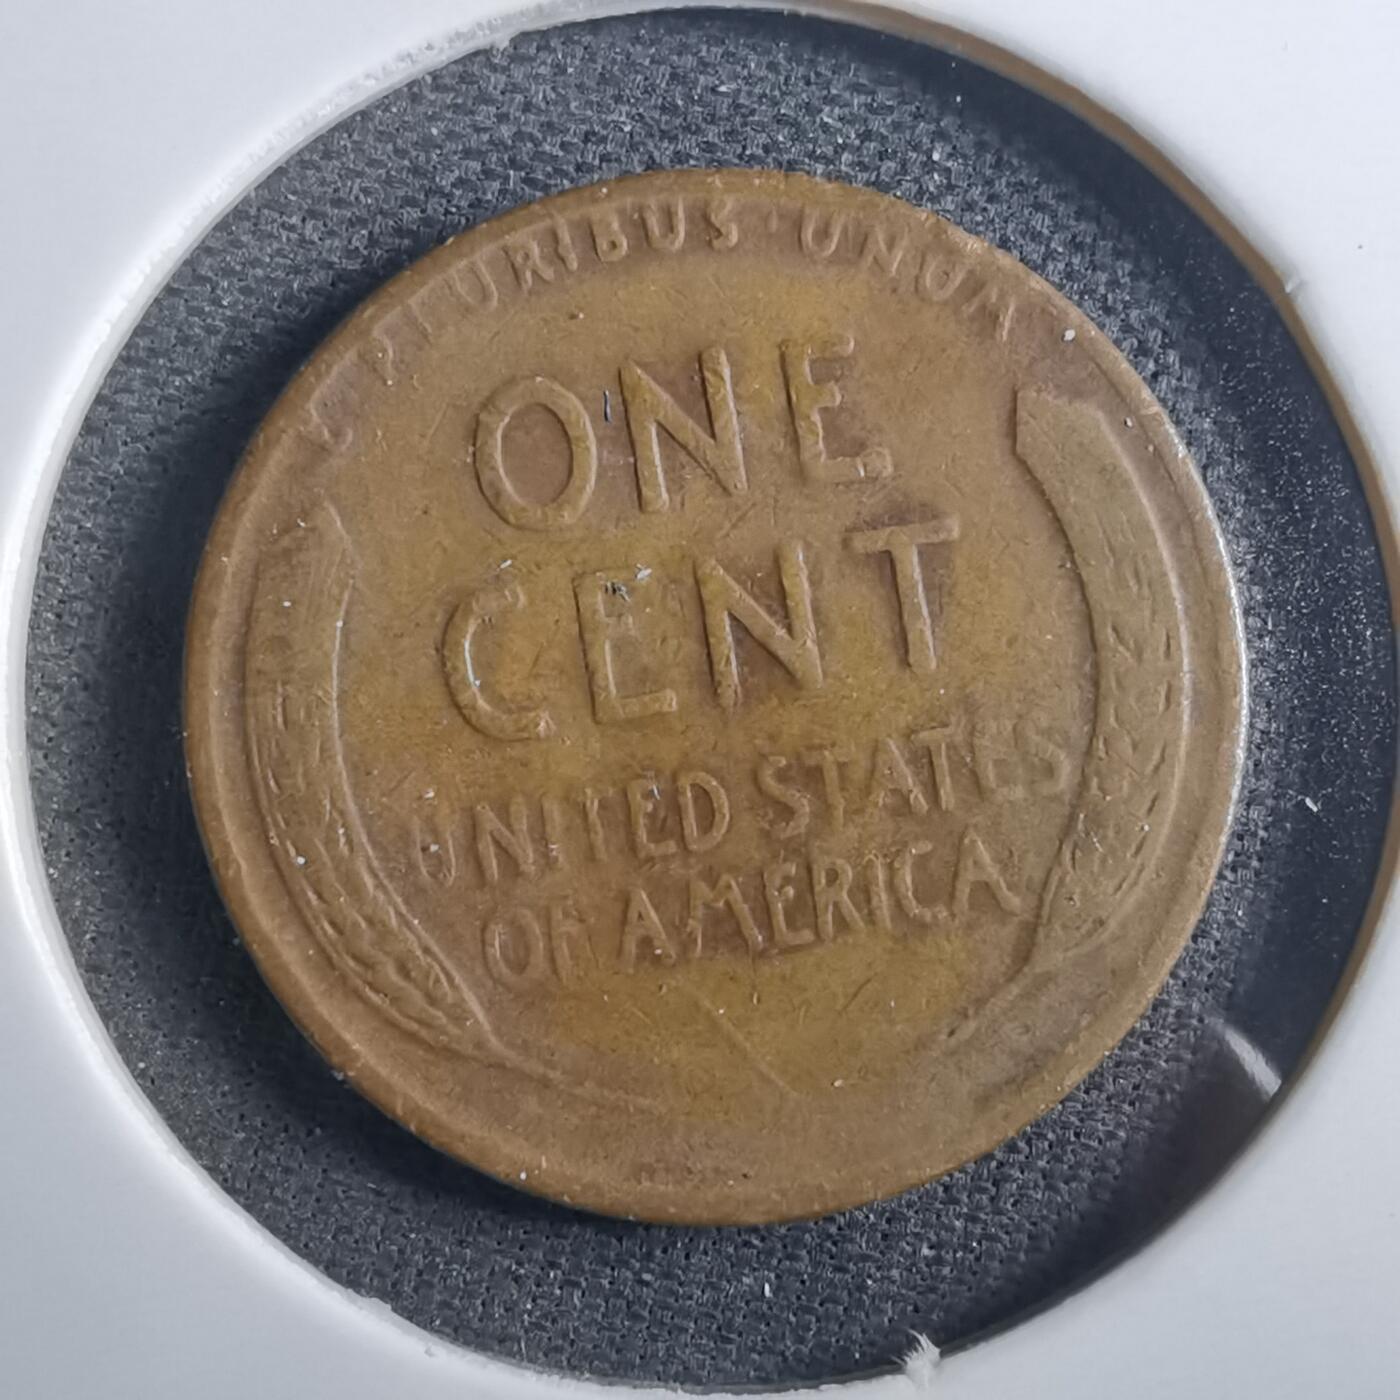 E PLURIBUS · UNUM
ONE
CENT
UNITED STATES
OF AMERICA